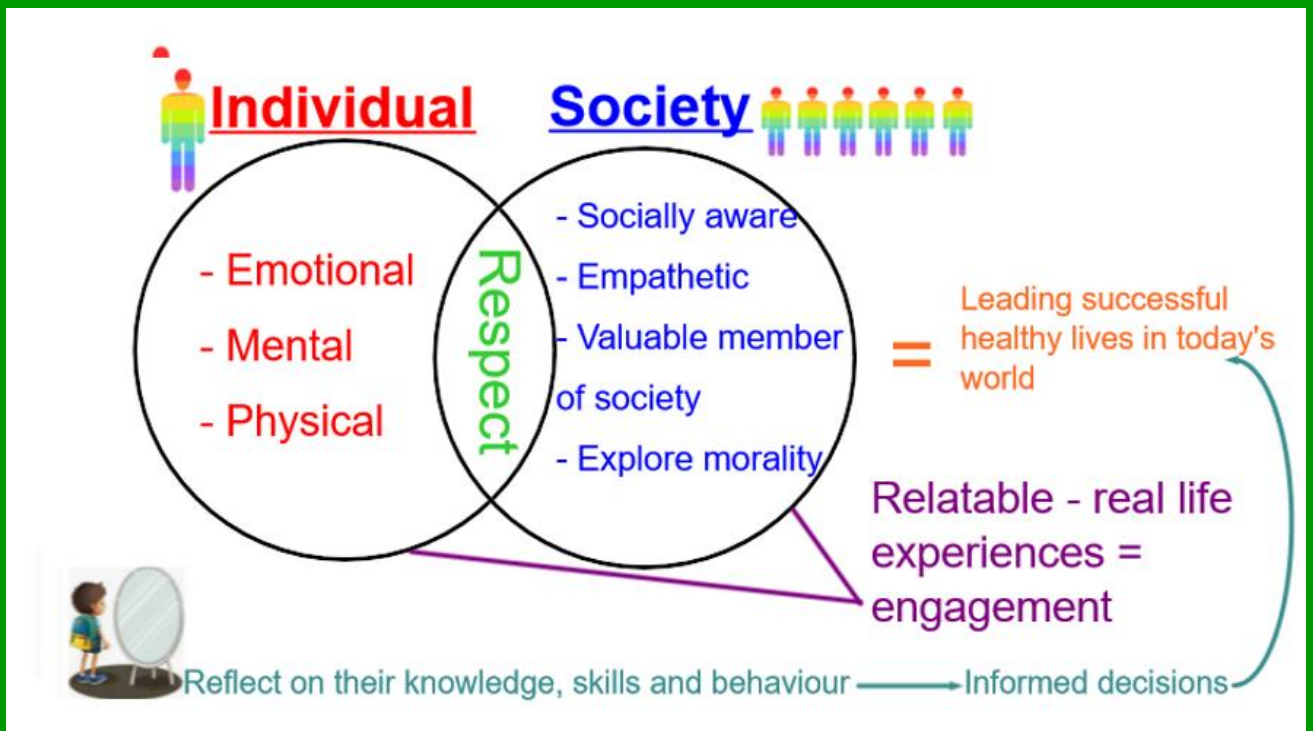 Individual
Society
- Emotional
- Mental
- Physical
Respect
- Socially aware
- Empathetic
- Valuable member
of society
- Explore morality
=
Leading successful
healthy lives in today's
world
Relatable - real life
experiences =
engagement
Reflect on their knowledge, skills and behaviour
Informed decisions